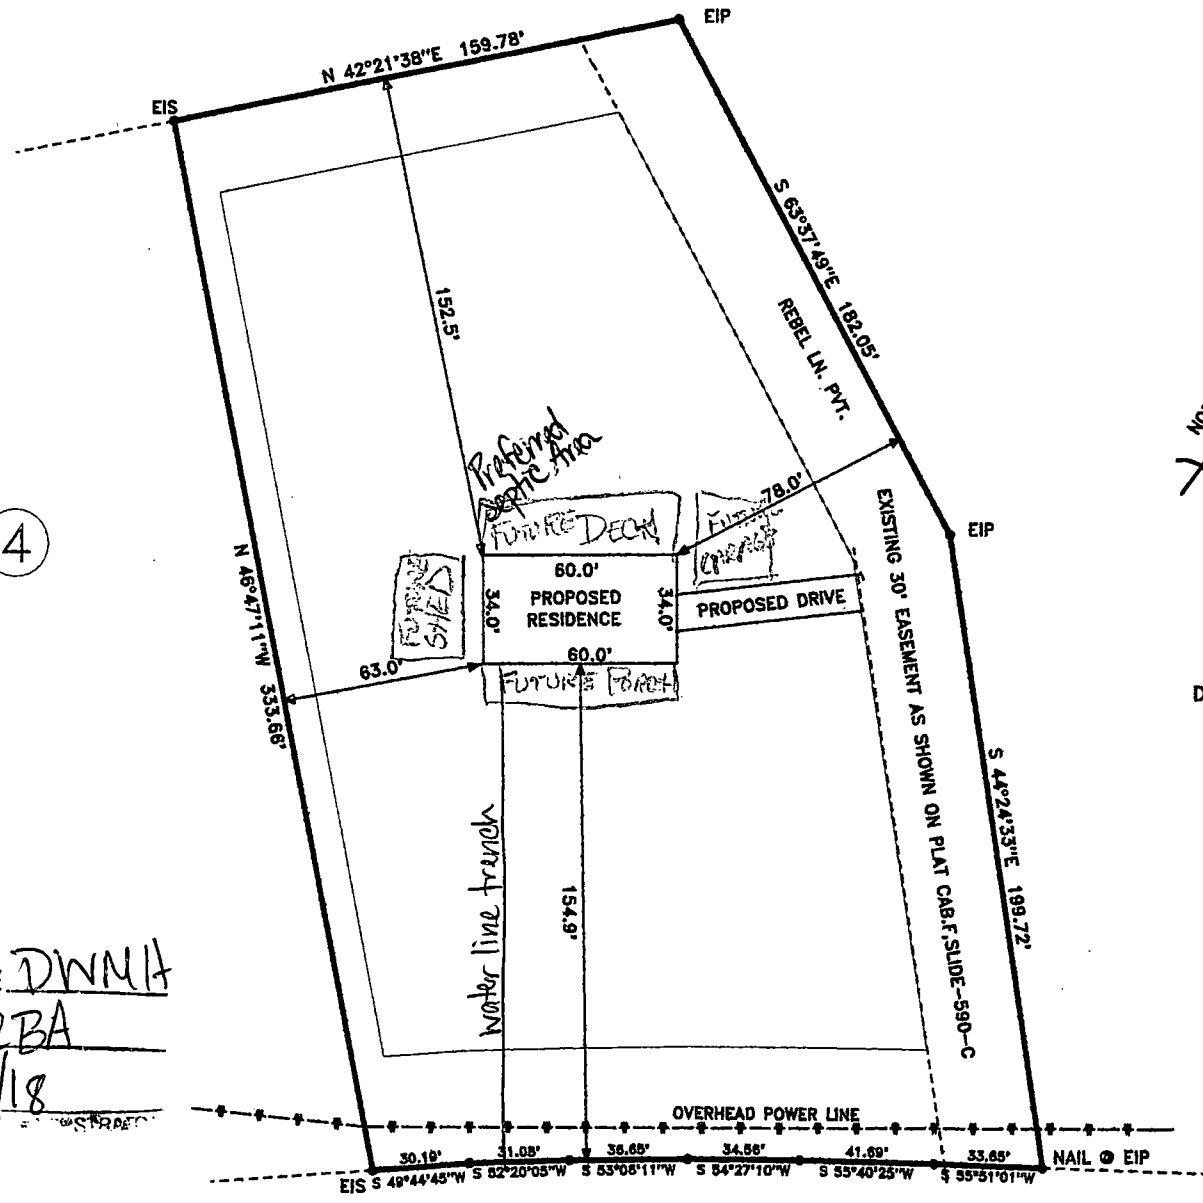 EIP
N 42°21'38"E 159.78'
EIS
S 63°37'49"E 182.05'
152.5'
REBEL LN. PVT.
Preferred
Septic Area
78.0'
FUTURE DECK
FUTURE
GARAGE
EIP
4
60.0'
FUTURE
SHED
34.0'
PROPOSED
RESIDENCE
34.0'
PROPOSED DRIVE
60.0'
63.0'
FUTURE PORCH
N 46°47'11"W 333.66'
EXISTING 30' EASEMENT AS SHOWN ON PLAT CAB.F,SLIDE-590-C
S 44°24'33"E 199.72'
D
water line trench
154.9'
DWMH
BA
/18
OVERHEAD POWER LINE
30.19' 31.05' 36.65' 34.56' 41.69' 33.65' NAIL @ EIP
EIS S 49°44'45"W S 52°20'05"W S 53°06'11"W S 54°27'10"W S 55°40'25"W S 55°51'01"W